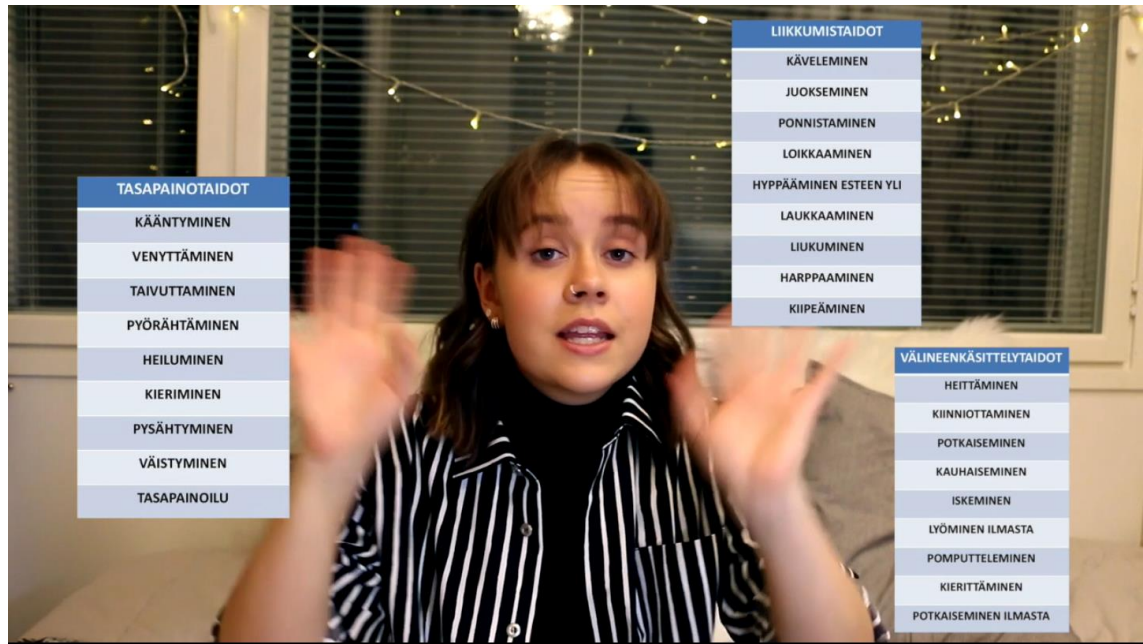 TASAPAINOTAIDOT
KÄÄNTYMINEN
VENYTTÄMINEN
TAIVUTTAMINEN
PYÖRÄHTÄMINEN
HEILUMINEN
KIERIMINEN
PYSÄHTYMINEN
VÄISTYMINEN
TASAPAINOILU
LIIKKUMISTAIDOT
KÄVELEMINEN
JUOKSEMINEN
PONNISTAMINEN
LOIKKAAMINEN
HYPPÄÄMINEN ESTEEN YLI
LAUKKAAMINEN
LIUKUMINEN
HARPPAAMINEN
KIIPEÄMINEN
VÄLINEENKÄSITTELYTAIDOT
HEITTÄMINEN
KIINNIOTTAMINEN
POTKAISEMINEN
KAUHAISEMINEN
ISKEMINEN
LYÖMINEN ILMASTA
POMPUTTELEMINEN
KIERITTÄMINEN
POTKAISEMINEN ILMASTA